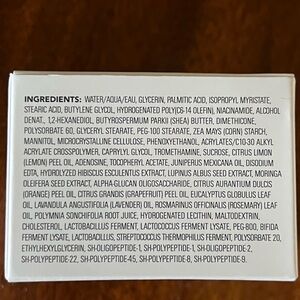 INGREDIENTS: WATER/AQUA/EAU, GLYCERIN, PALMITIC ACID, ISOPROPYL MYRISTATE,
STEARIC ACID, BUTYLENE GLYCOL, HYDROGENATED POLY(C6-14 OLEFIN), NIACINAMIDE, ALCOHOL
DENAT., 1,2-HEXANEDIOL, BUTYROSPERMUM PARKII (SHEA) BUTTER, DIMETHICONE,
POLYSORBATE 60, GLYCERYL STEARATE, PEG-100 STEARATE, ZEA MAYS (CORN) STARCH,
MANNITOL, MICROCRYSTALLINE CELLULOSE, PHENOXYETHANOL, ACRYLATES/C10-30 ALKYL
ACRYLATE CROSSPOLYMER, CAPRYLYL GLYCOL, TROMETHAMINE, SUCROSE, CITRUS LIMON
(LEMON) PEEL OIL, ADENOSINE, TOCOPHERYL ACETATE, JUNIPERUS MEXICANA OIL, DISODIUM
EDTA, HYDROLYZED HIBISCUS ESCULENTUS EXTRACT, LUPINUS ALBUS SEED EXTRACT, MORINGA
OLEIFERA SEED EXTRACT, ALPHA-GLUCAN OLIGOSACCHARIDE, CITRUS AURANTIUM DULCIS
(ORANGE) PEEL OIL, CITRUS GRANDIS (GRAPEFRUIT) PEEL OIL, EUCALYPTUS GLOBULUS LEAF
OIL, LAVANDULA ANGUSTIFOLIA (LAVENDER) OIL, ROSMARINUS OFFICINALIS (ROSEMARY) LEAF
OIL, POLYMNIA SONCHIFOLIA ROOT JUICE, HYDROGENATED LECITHIN, MALTODEXTRIN,
CHOLESTEROL, LACTOBACILLUS FERMENT, LACTOCOCCUS FERMENT LYSATE, PEG-800, BIFIDA
FERMENT LYSATE, LACTOBACILLUS, STREPTOCOCCUS THERMOPHILUS FERMENT, POLYSORBATE 20,
ETHYLHEXYLGLYCERIN, SH-OLIGOPEPTIDE-1, SH-POLYPEPTIDE-1, SH-OLIGOPEPTIDE-2,
SH-POLYPEPTIDE-22, SH-POLYPEPTIDE-45, SH-POLYPEPTIDE-8, SH-POLYPEPTIDE-9.